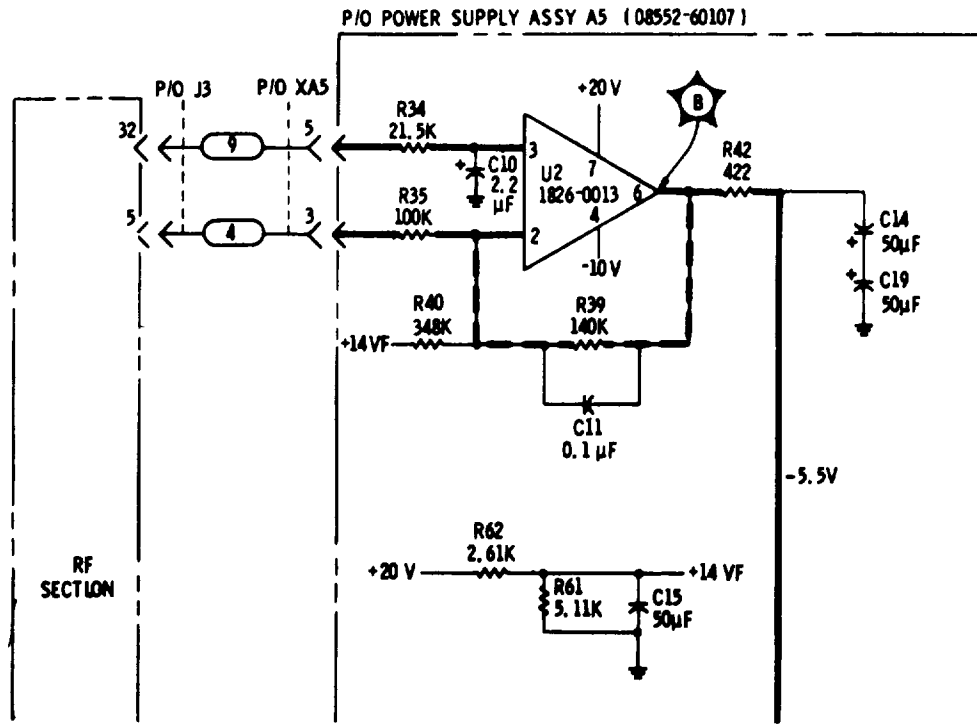 P/O POWER SUPPLY ASSY A5 (08552-60107)
P/O J3
P/O XA5
32
9
5
R34
21.5K
+
C10
2.2
µF
3
+20 V
7
U2
1826-0013
6
4
-10 V
B
R42
422
5
4
3
R35
100K
2
+
C14
50µF
+
C19
50µF
R40
348K
+14 VF
R39
140K
C11
0.1 µF
-5.5V
RF
SECTION
R62
2.61K
+20 V
+14 VF
R61
5.11K
C15
50µF